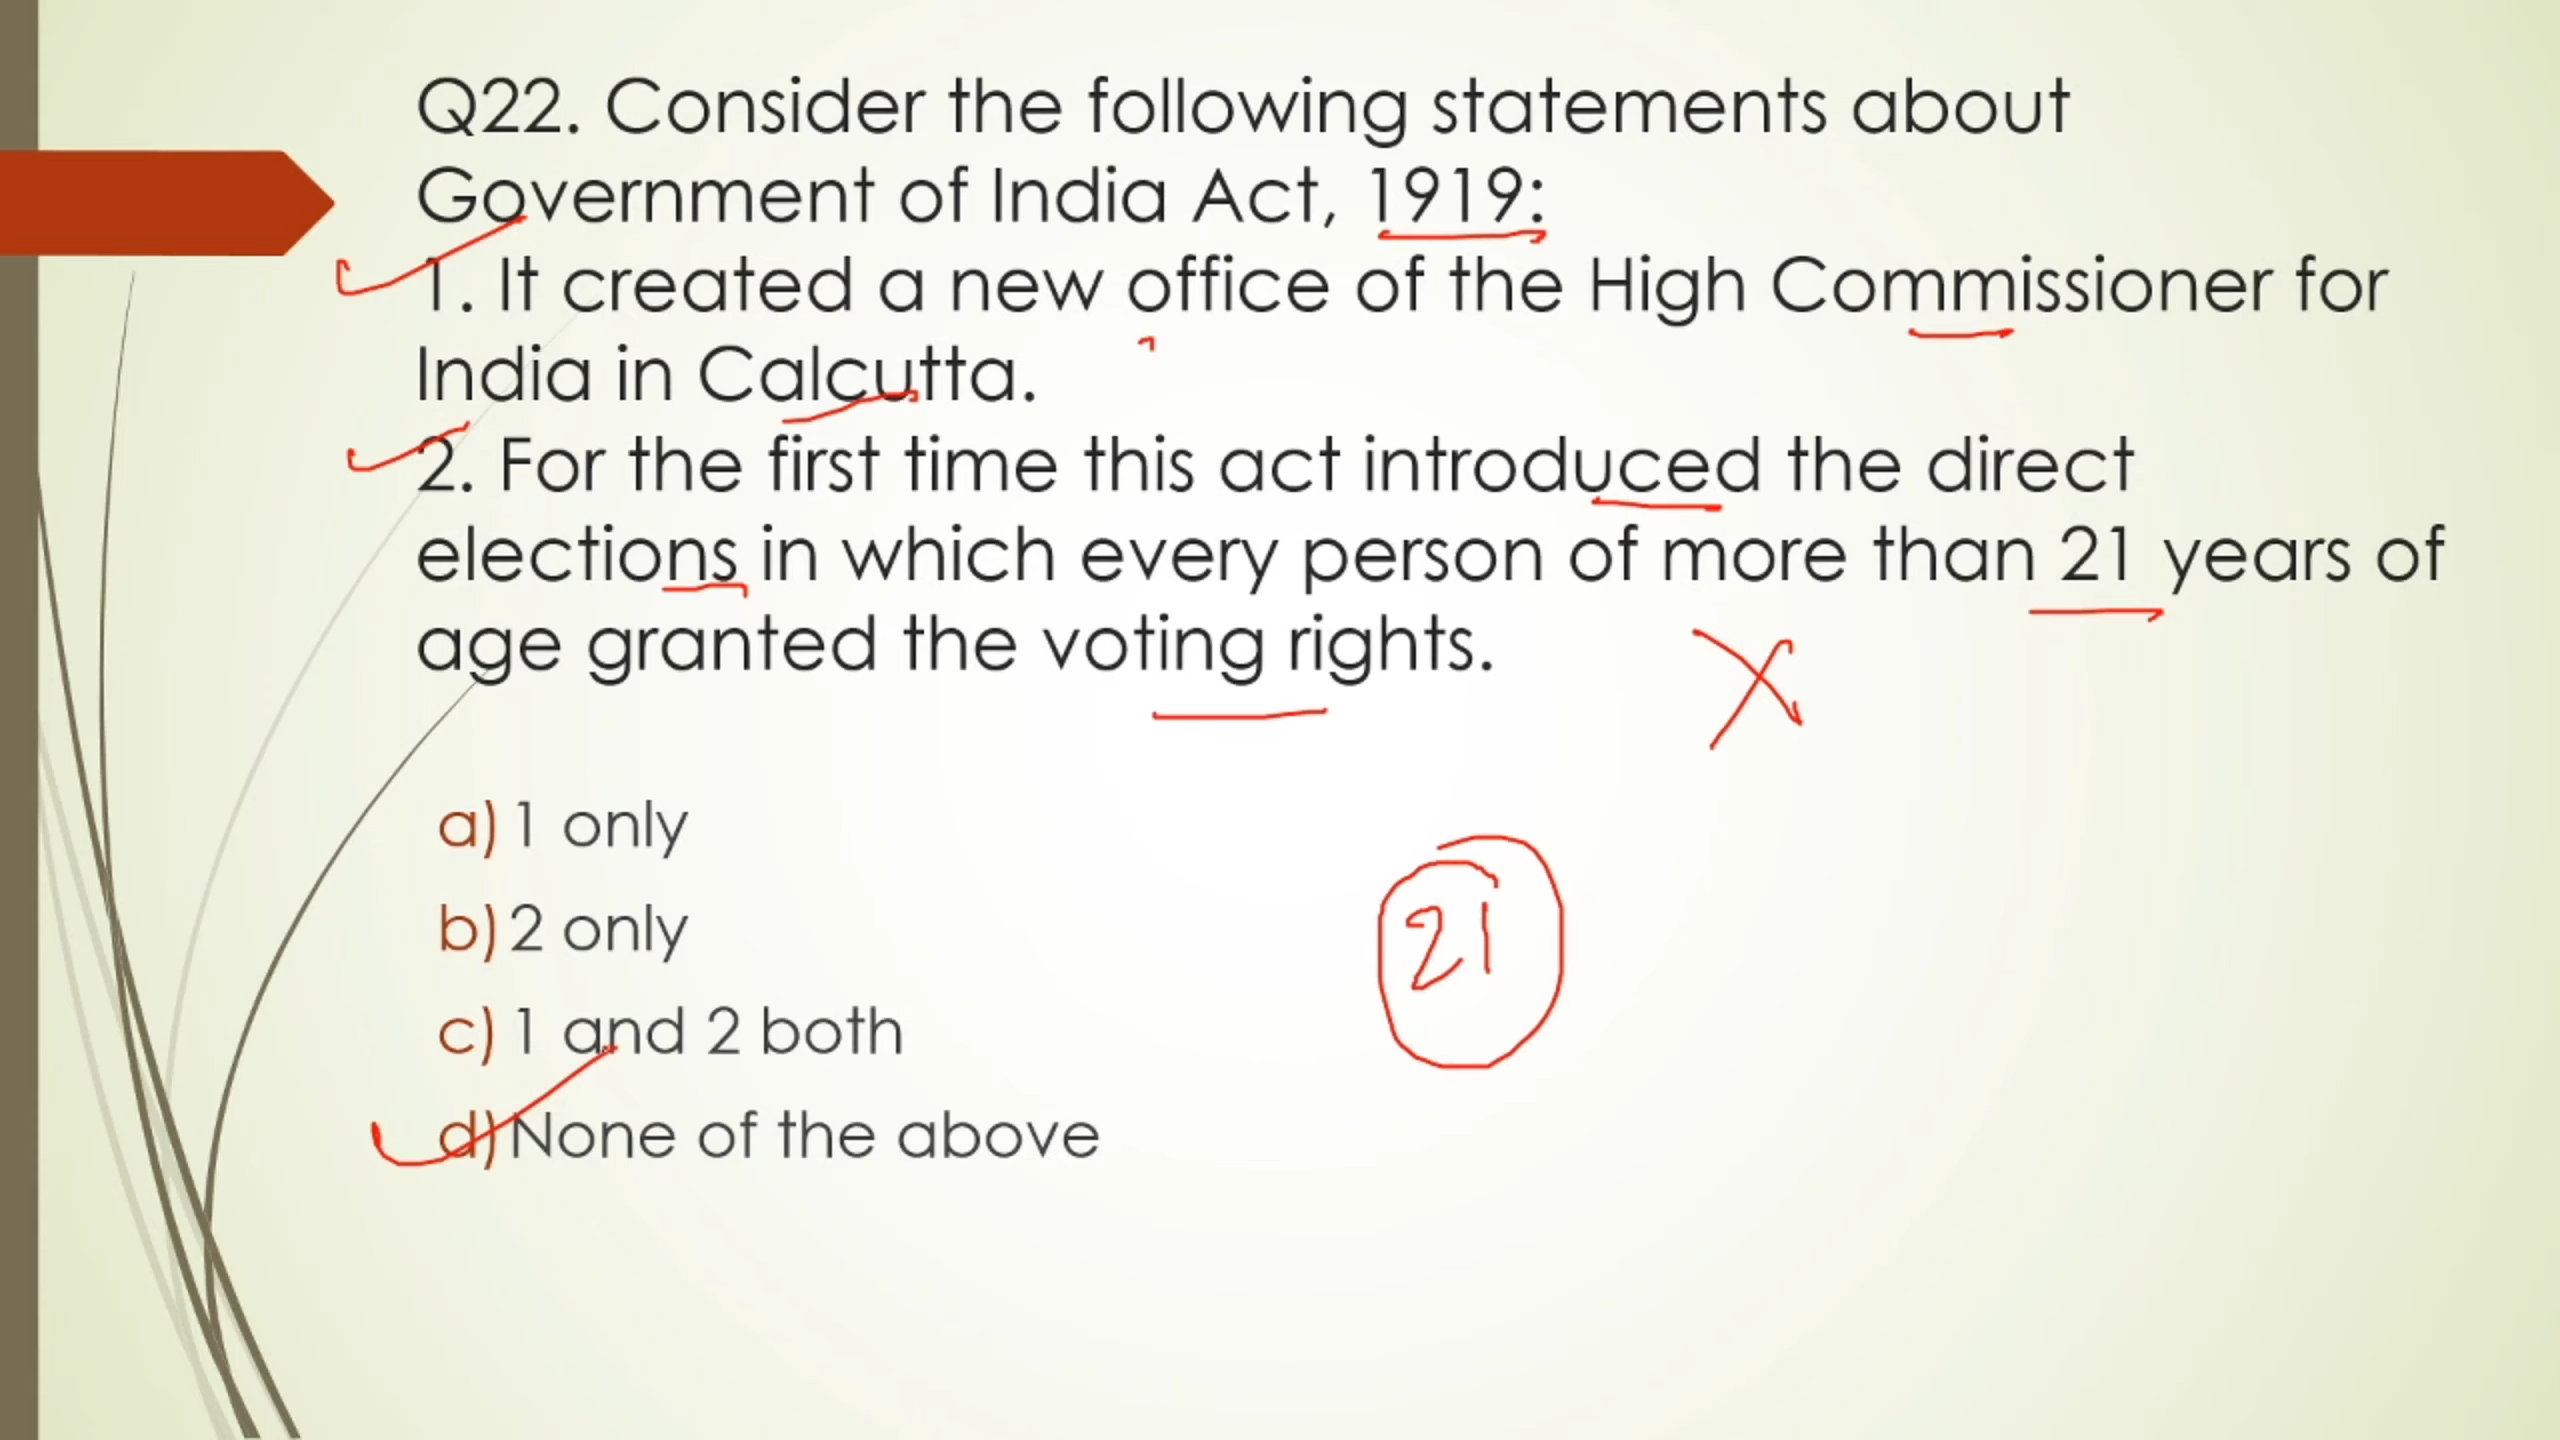 Q22. Consider the following statements about
Government of India Act, 1919:
1. It created a new office of the High Commissioner for
India in Calcutta.
2. For the first time this act introduced the direct
elections in which every person of more than 21 years of
age granted the voting rights.
a) 1 only
b) 2 only
21
c) 1 and 2 both
d) None of the above